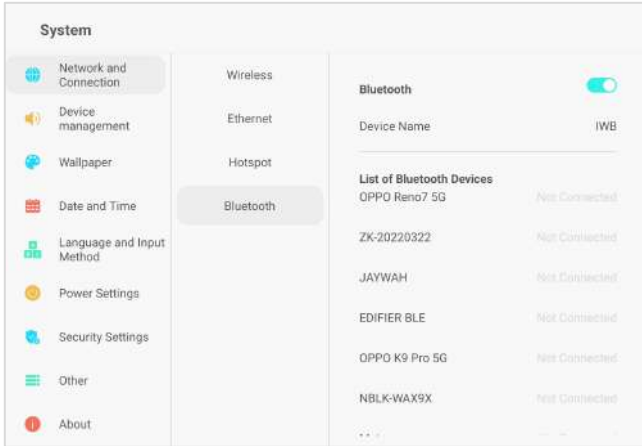 System
Network and
Connection
Device
management
Wallpaper
Date and Time
Language and Input
Method
Power Settings
Security Settings
Other
About
Wireless
Ethernet
Hotspot
Bluetooth
Bluetooth
Device Name IWB
List of Bluetooth Devices
OPPO Reno7 5G Not Connected
ZK-20220322 Not Connected
JAYWAH Not Connected
EDIFIER BLE Not Connected
OPPO K9 Pro 5G Not Connected
NBLK-WAX9X Not Connected